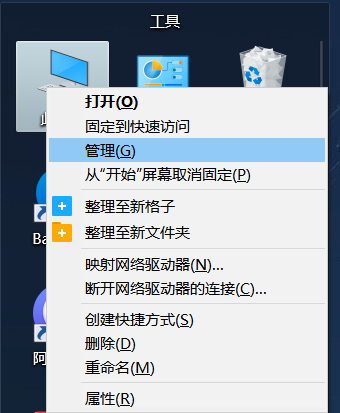 工具
打开(O)
固定到快速访问
管理(G)
从“开始”屏幕取消固定(P)
整理至新格子
整理至新文件夹
映射网络驱动器(N)...
断开网络驱动器的连接(C)...
创建快捷方式(S)
删除(D)
重命名(M)
属性(R)
此
Ba
阿